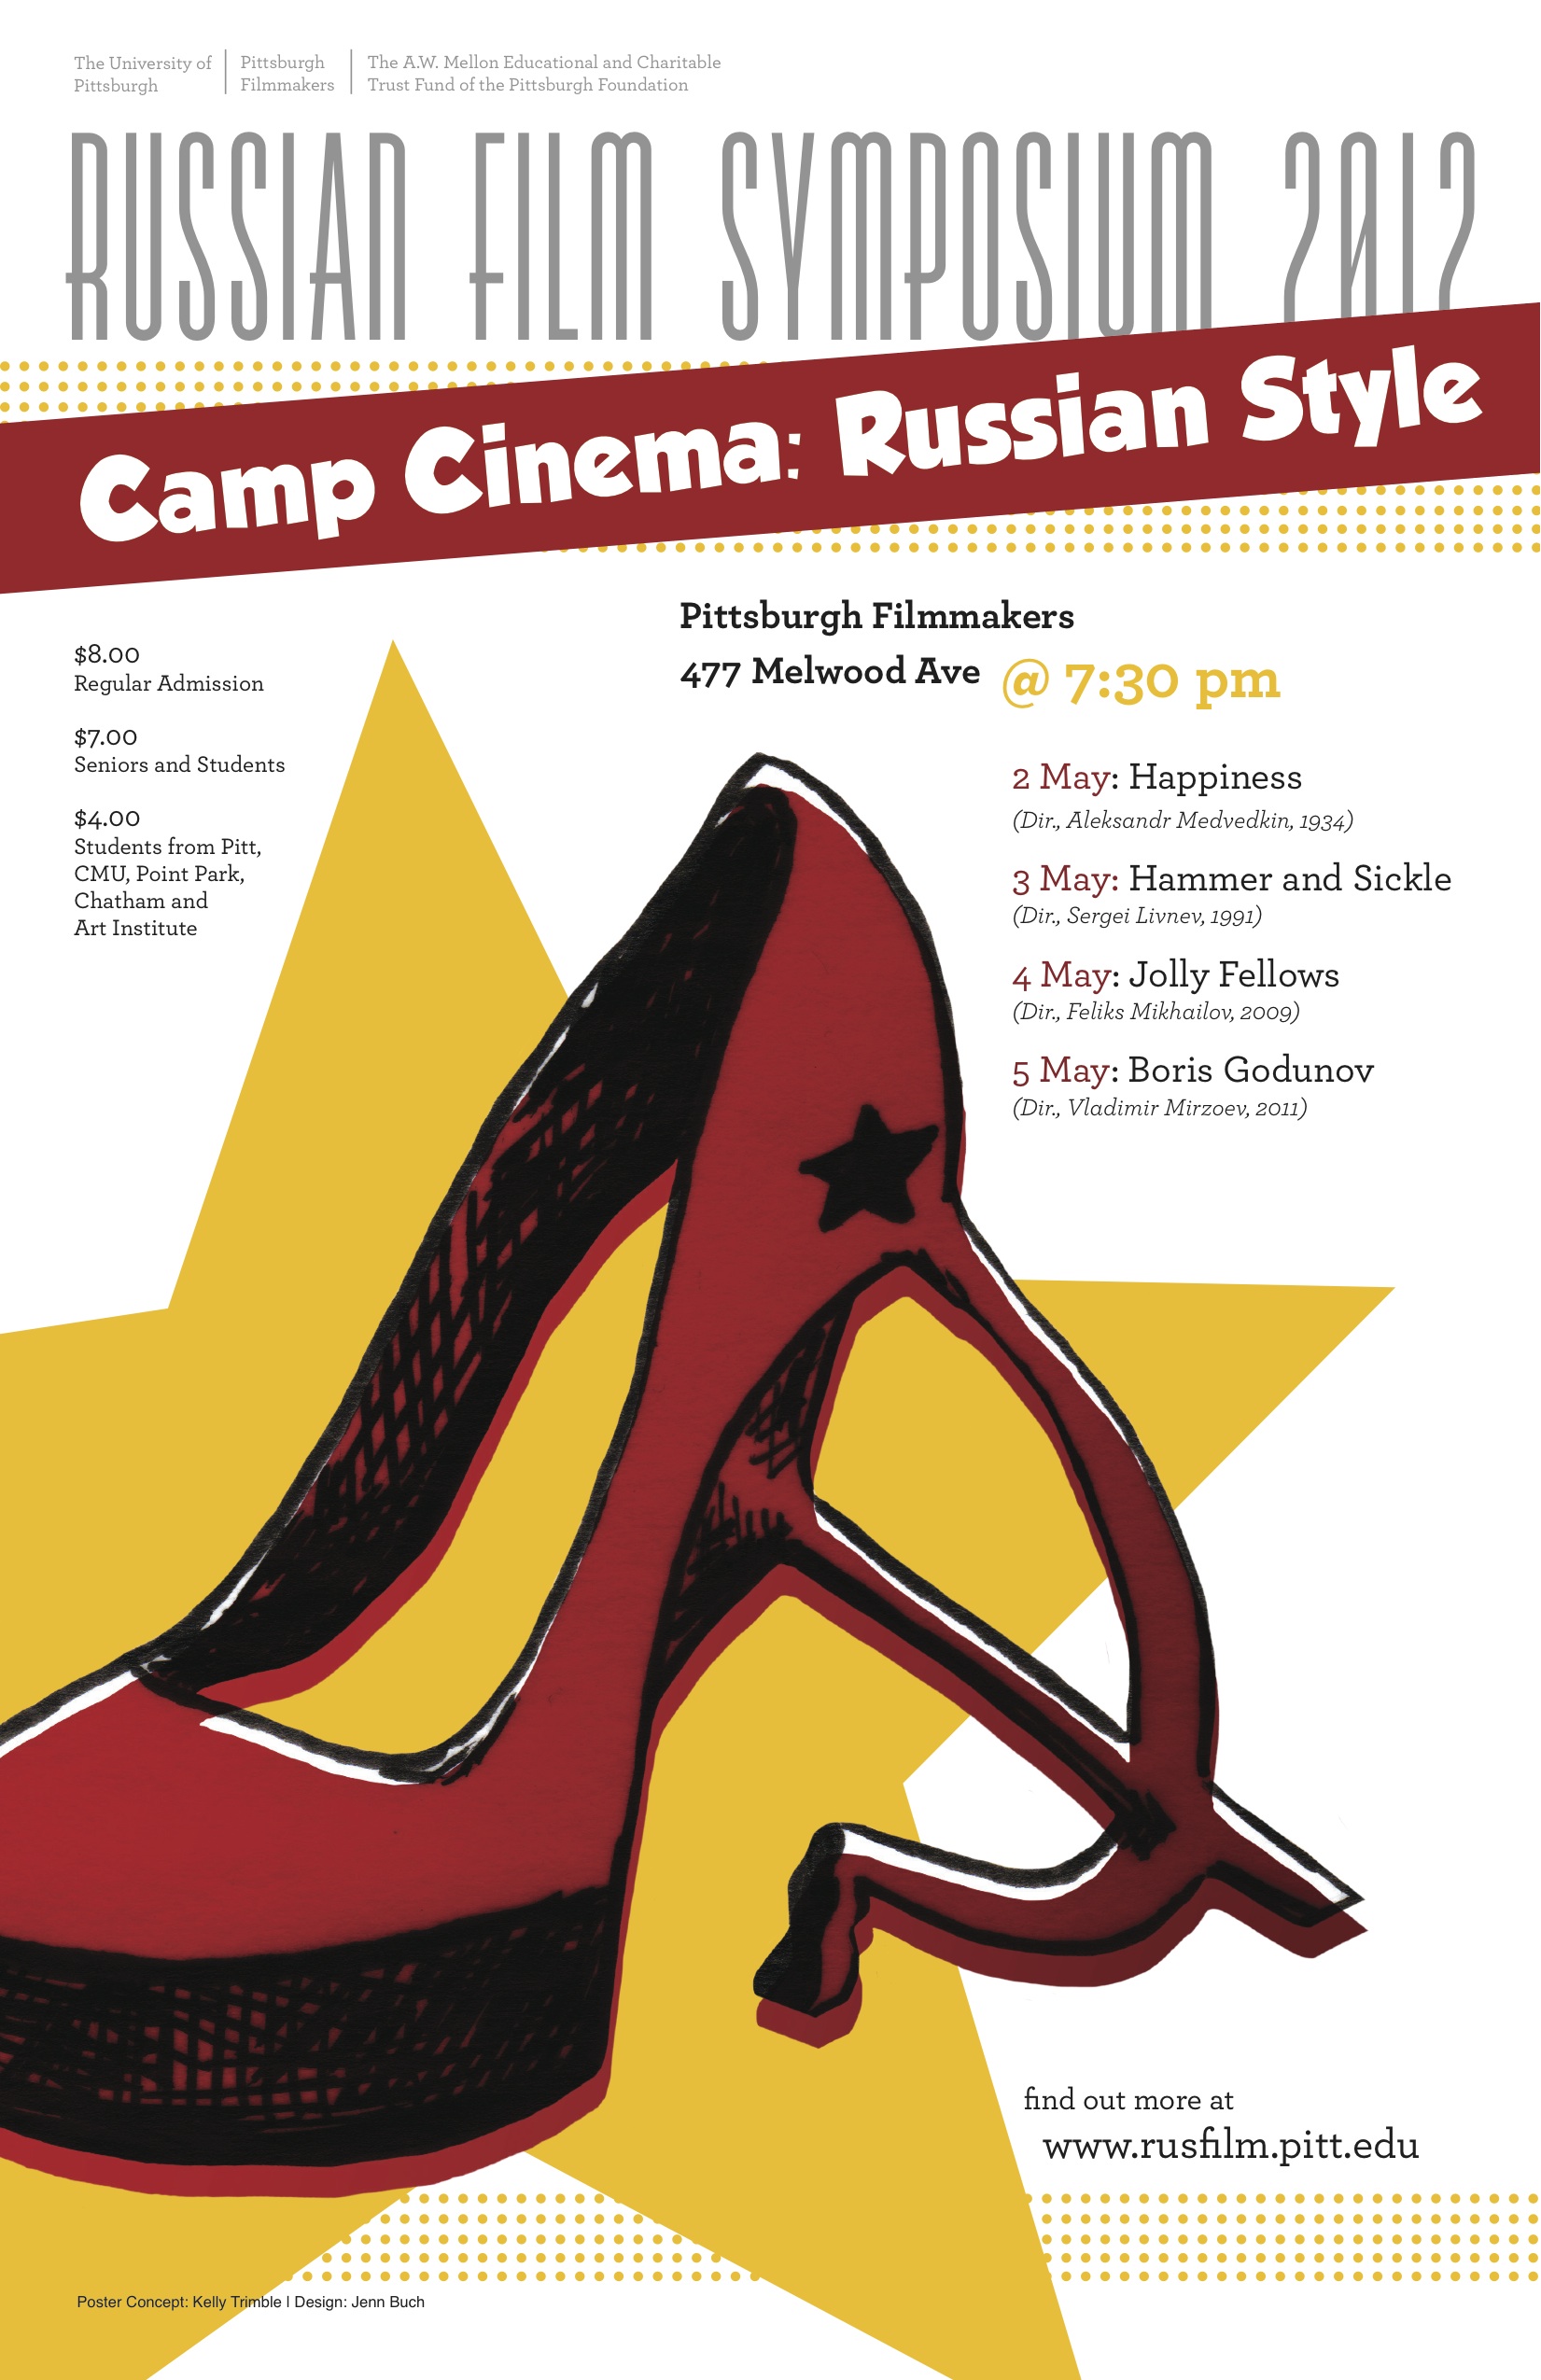 The University of
Pittsburgh
Pittsburgh
Filmmakers
The A.W. Mellon Educational and Charitable
Trust Fund of the Pittsburgh Foundation
RUSSIAN FILM SYMPOSIUM 2012
Camp Cinema: Russian Style
$8.00
Regular Admission
$7.00
Seniors and Students
$4.00
Students from Pitt,
CMU, Point Park,
Chatham and
Art Institute
Pittsburgh Filmmakers
477 Melwood Ave @ 7:30 pm
2 May: Happiness
(Dir., Aleksandr Medvedkin, 1934)
3 May: Hammer and Sickle
(Dir., Sergei Livnev, 1991)
4 May: Jolly Fellows
(Dir., Feliks Mikhailov, 2009)
5 May: Boris Godunov
(Dir., Vladimir Mirzoev, 2011)
find out more at
www.rusfilm.pitt.edu
Poster Concept: Kelly Trimble | Design: Jenn Buch